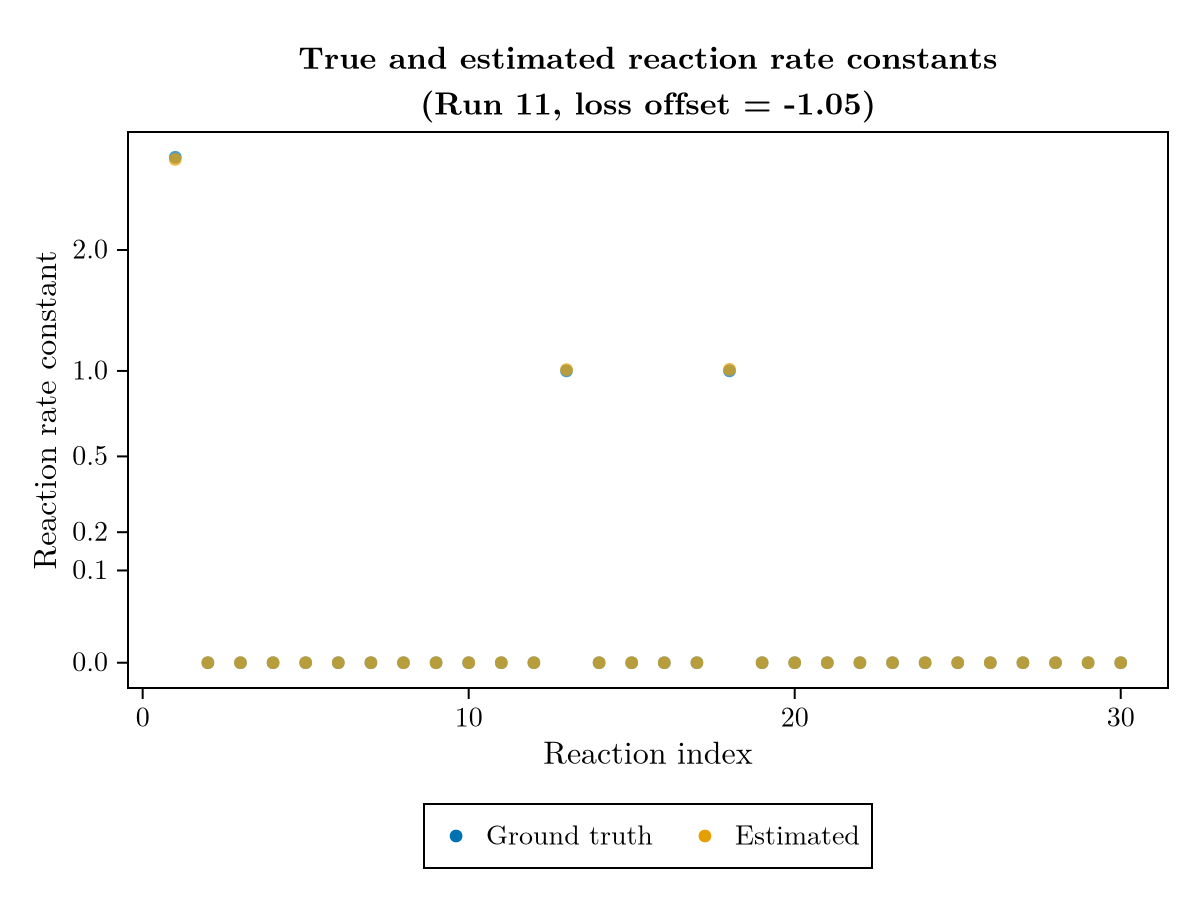 True and estimated reaction rate constants
(Run 11, loss offset = -1.05)
Reaction rate constant
2.0
1.0
0.5
0.2
0.1
0.0
0 10 20 30
Reaction index
Ground truth Estimated